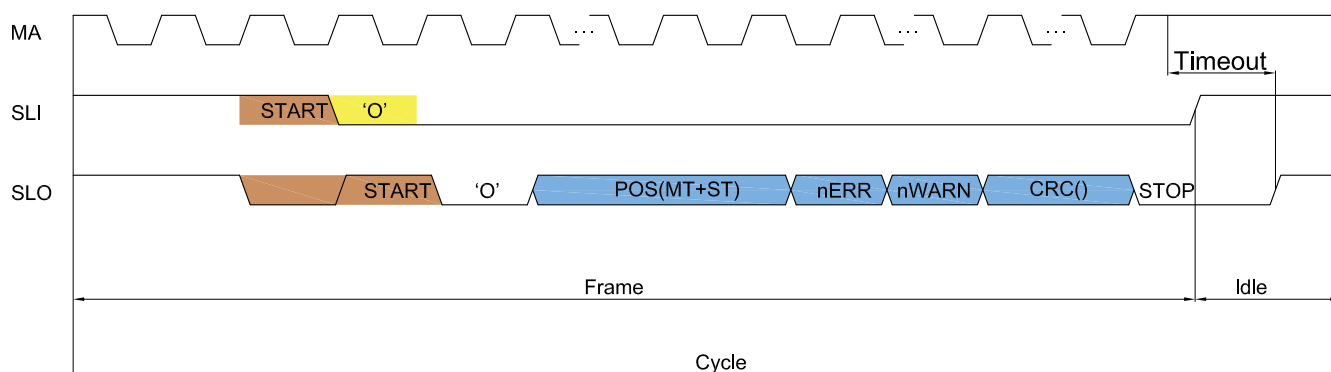 MA
... ... ...
Timeout
SLI
START 'O'
SLO
START 'O' POS(MT+ST) nERR nWARN CRC() STOP
Frame Idle
Cycle